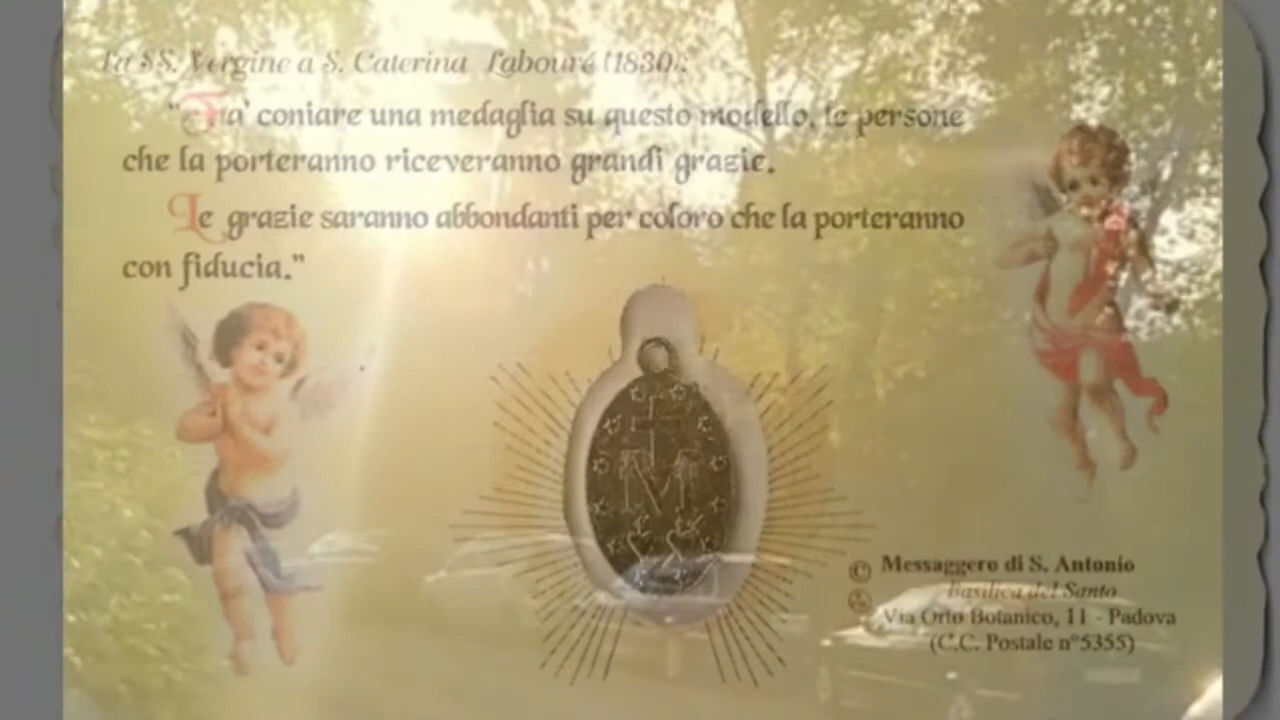 La SS. Vergine a S. Caterina Labouré (1830):
"Fa' coniare una medaglia su questo modello, le persone
che la porteranno riceveranno grandi grazie.
Le grazie saranno abbondanti per coloro che la porteranno
con fiducia."
M
© Messaggero di S. Antonio
Basilica del Santo
Via Orto Botanico, 11 - Padova
(C.C. Postale n°5355)